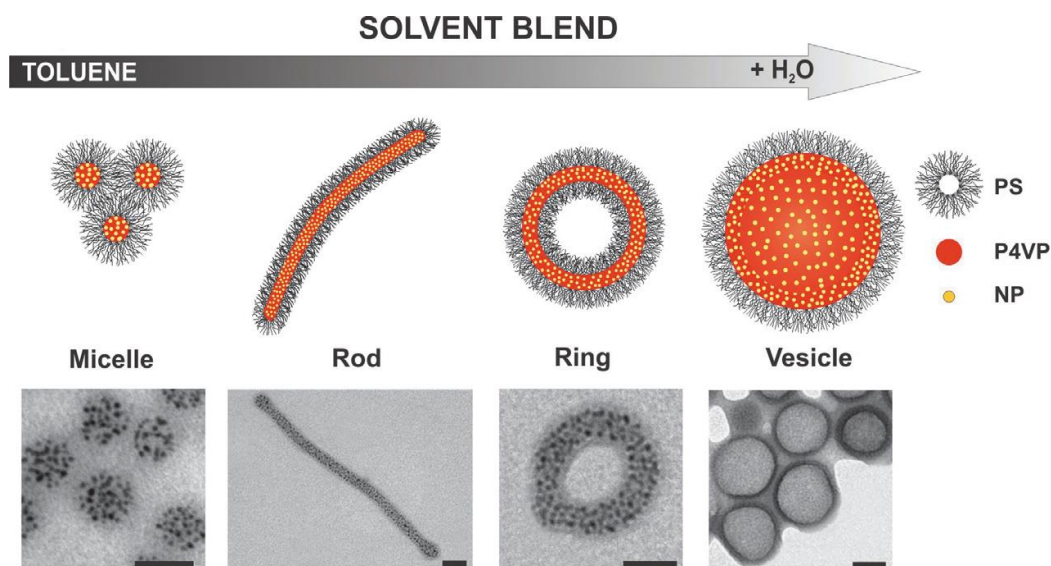 SOLVENT BLEND
TOLUENE
+ H₂O
PS
P4VP
NP
Micelle
Rod
Ring
Vesicle